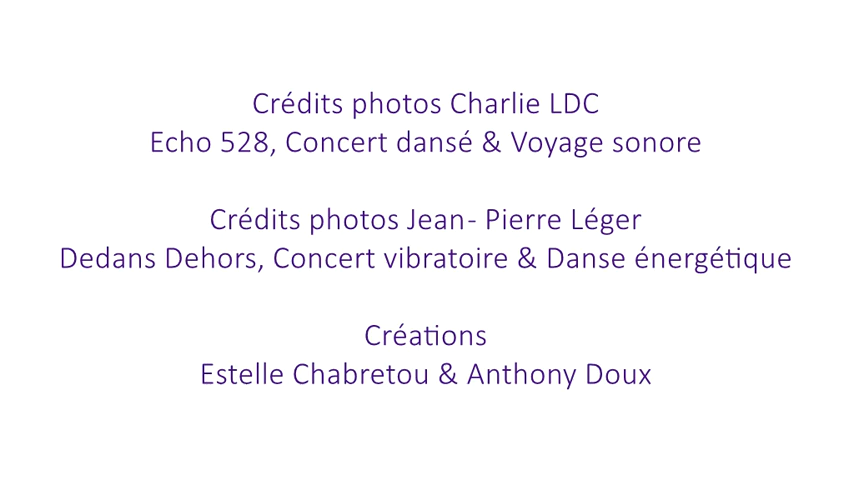 Crédits photos Charlie LDC
Echo 528, Concert dansé & Voyage sonore
Crédits photos Jean- Pierre Léger
Dedans Dehors, Concert vibratoire & Danse énergétique
Créations
Estelle Chabretou & Anthony Doux